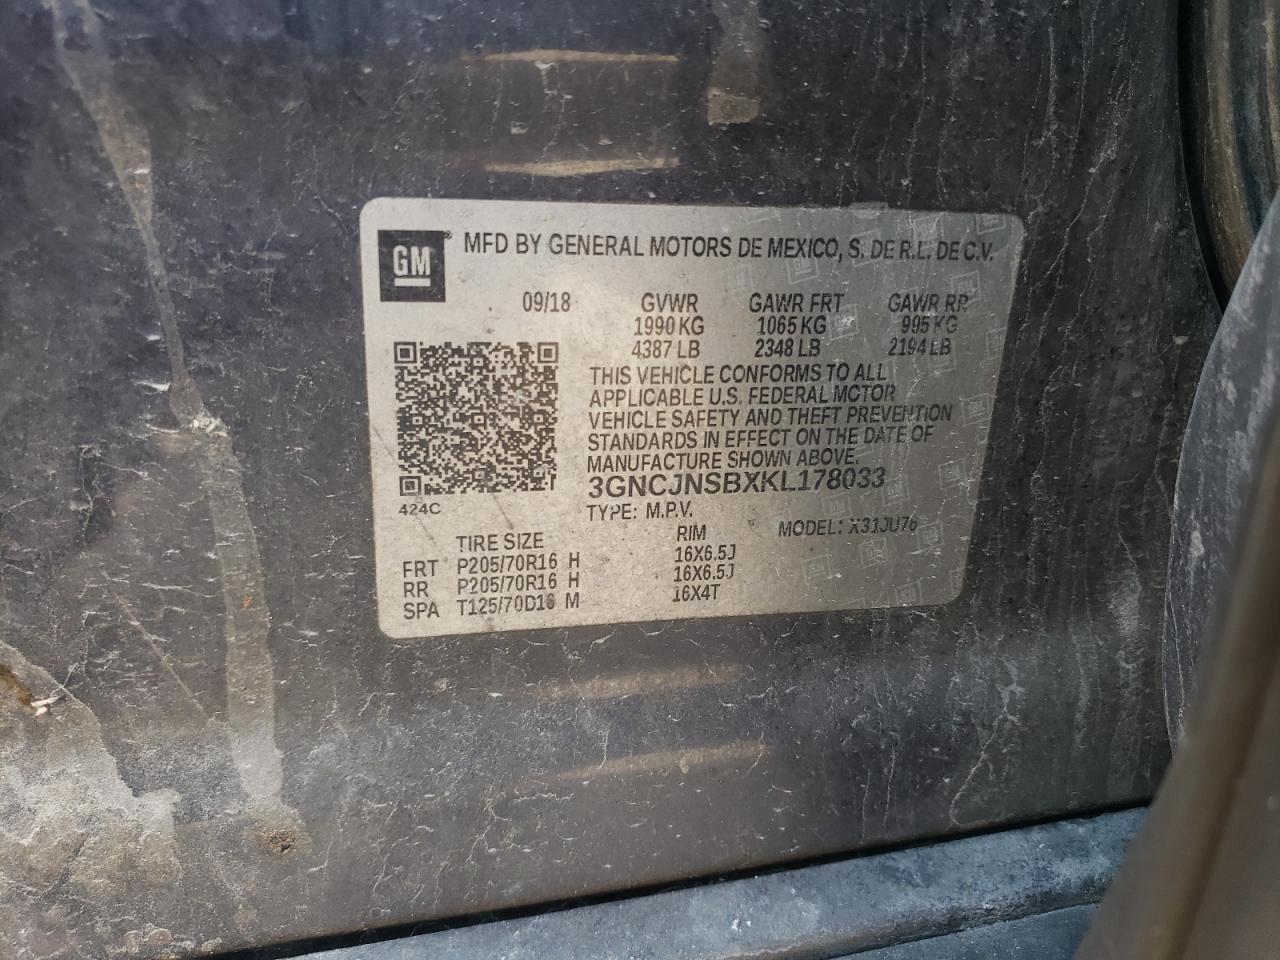 GM ® MFD BY GENERAL MOTORS DE MEXICO, S. DE R.L. DE C.V.
09/18 GVWR GAWR FRT GAWR RR
1990 KG 1065 KG 995 KG
4387 LB 2348 LB 2194 LB
THIS VEHICLE CONFORMS TO ALL
APPLICABLE U.S. FEDERAL MOTOR
VEHICLE SAFETY AND THEFT PREVENTION
STANDARDS IN EFFECT ON THE DATE OF
MANUFACTURE SHOWN ABOVE.
3GNCJNSBXKL178033
424C
TYPE: M.P.V. MODEL: X31JU76
TIRE SIZE RIM
FRT P205/70R16 H 16X6.5J
RR P205/70R16 H 16X6.5J
SPA T125/70D16 M 16X4T